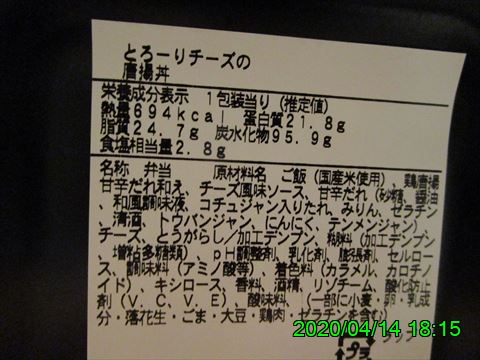 とろーりチーズの
唐揚丼
栄養成分表示 1包装当り(推定値)
熱量694kcal 蛋白質21.8g
脂質24.7g 炭水化物95.9g
食塩相当量2.8g
名称 弁当 原材料名 ご飯(国産米使用)、鶏唐揚
甘辛だれ和え、チーズ風味ソース、甘辛だれ(砂糖、醤油
、和風調味液、コチュジャン入りたれ、みりん、ゼラチン
、清酒、トウバンジャン、にんにく、テンメンジャン)、
チーズ、とうがらし/加工デンプン、糊料(加工デンプン
、増粘多糖類)、pH調整剤、乳化剤、膨張剤、セルロー
ス、調味料(アミノ酸等)、着色料(カラメル、カロチノ
イド)、キシロース、香料、酒精、リゾチーム、酸化防止
剤(V.C、V.E)、酸味料、(一部に小麦・卵・乳成
分・落花生・ごま・大豆・鶏肉・ゼラチンを含む)
プラ
2020/04/14 18:15